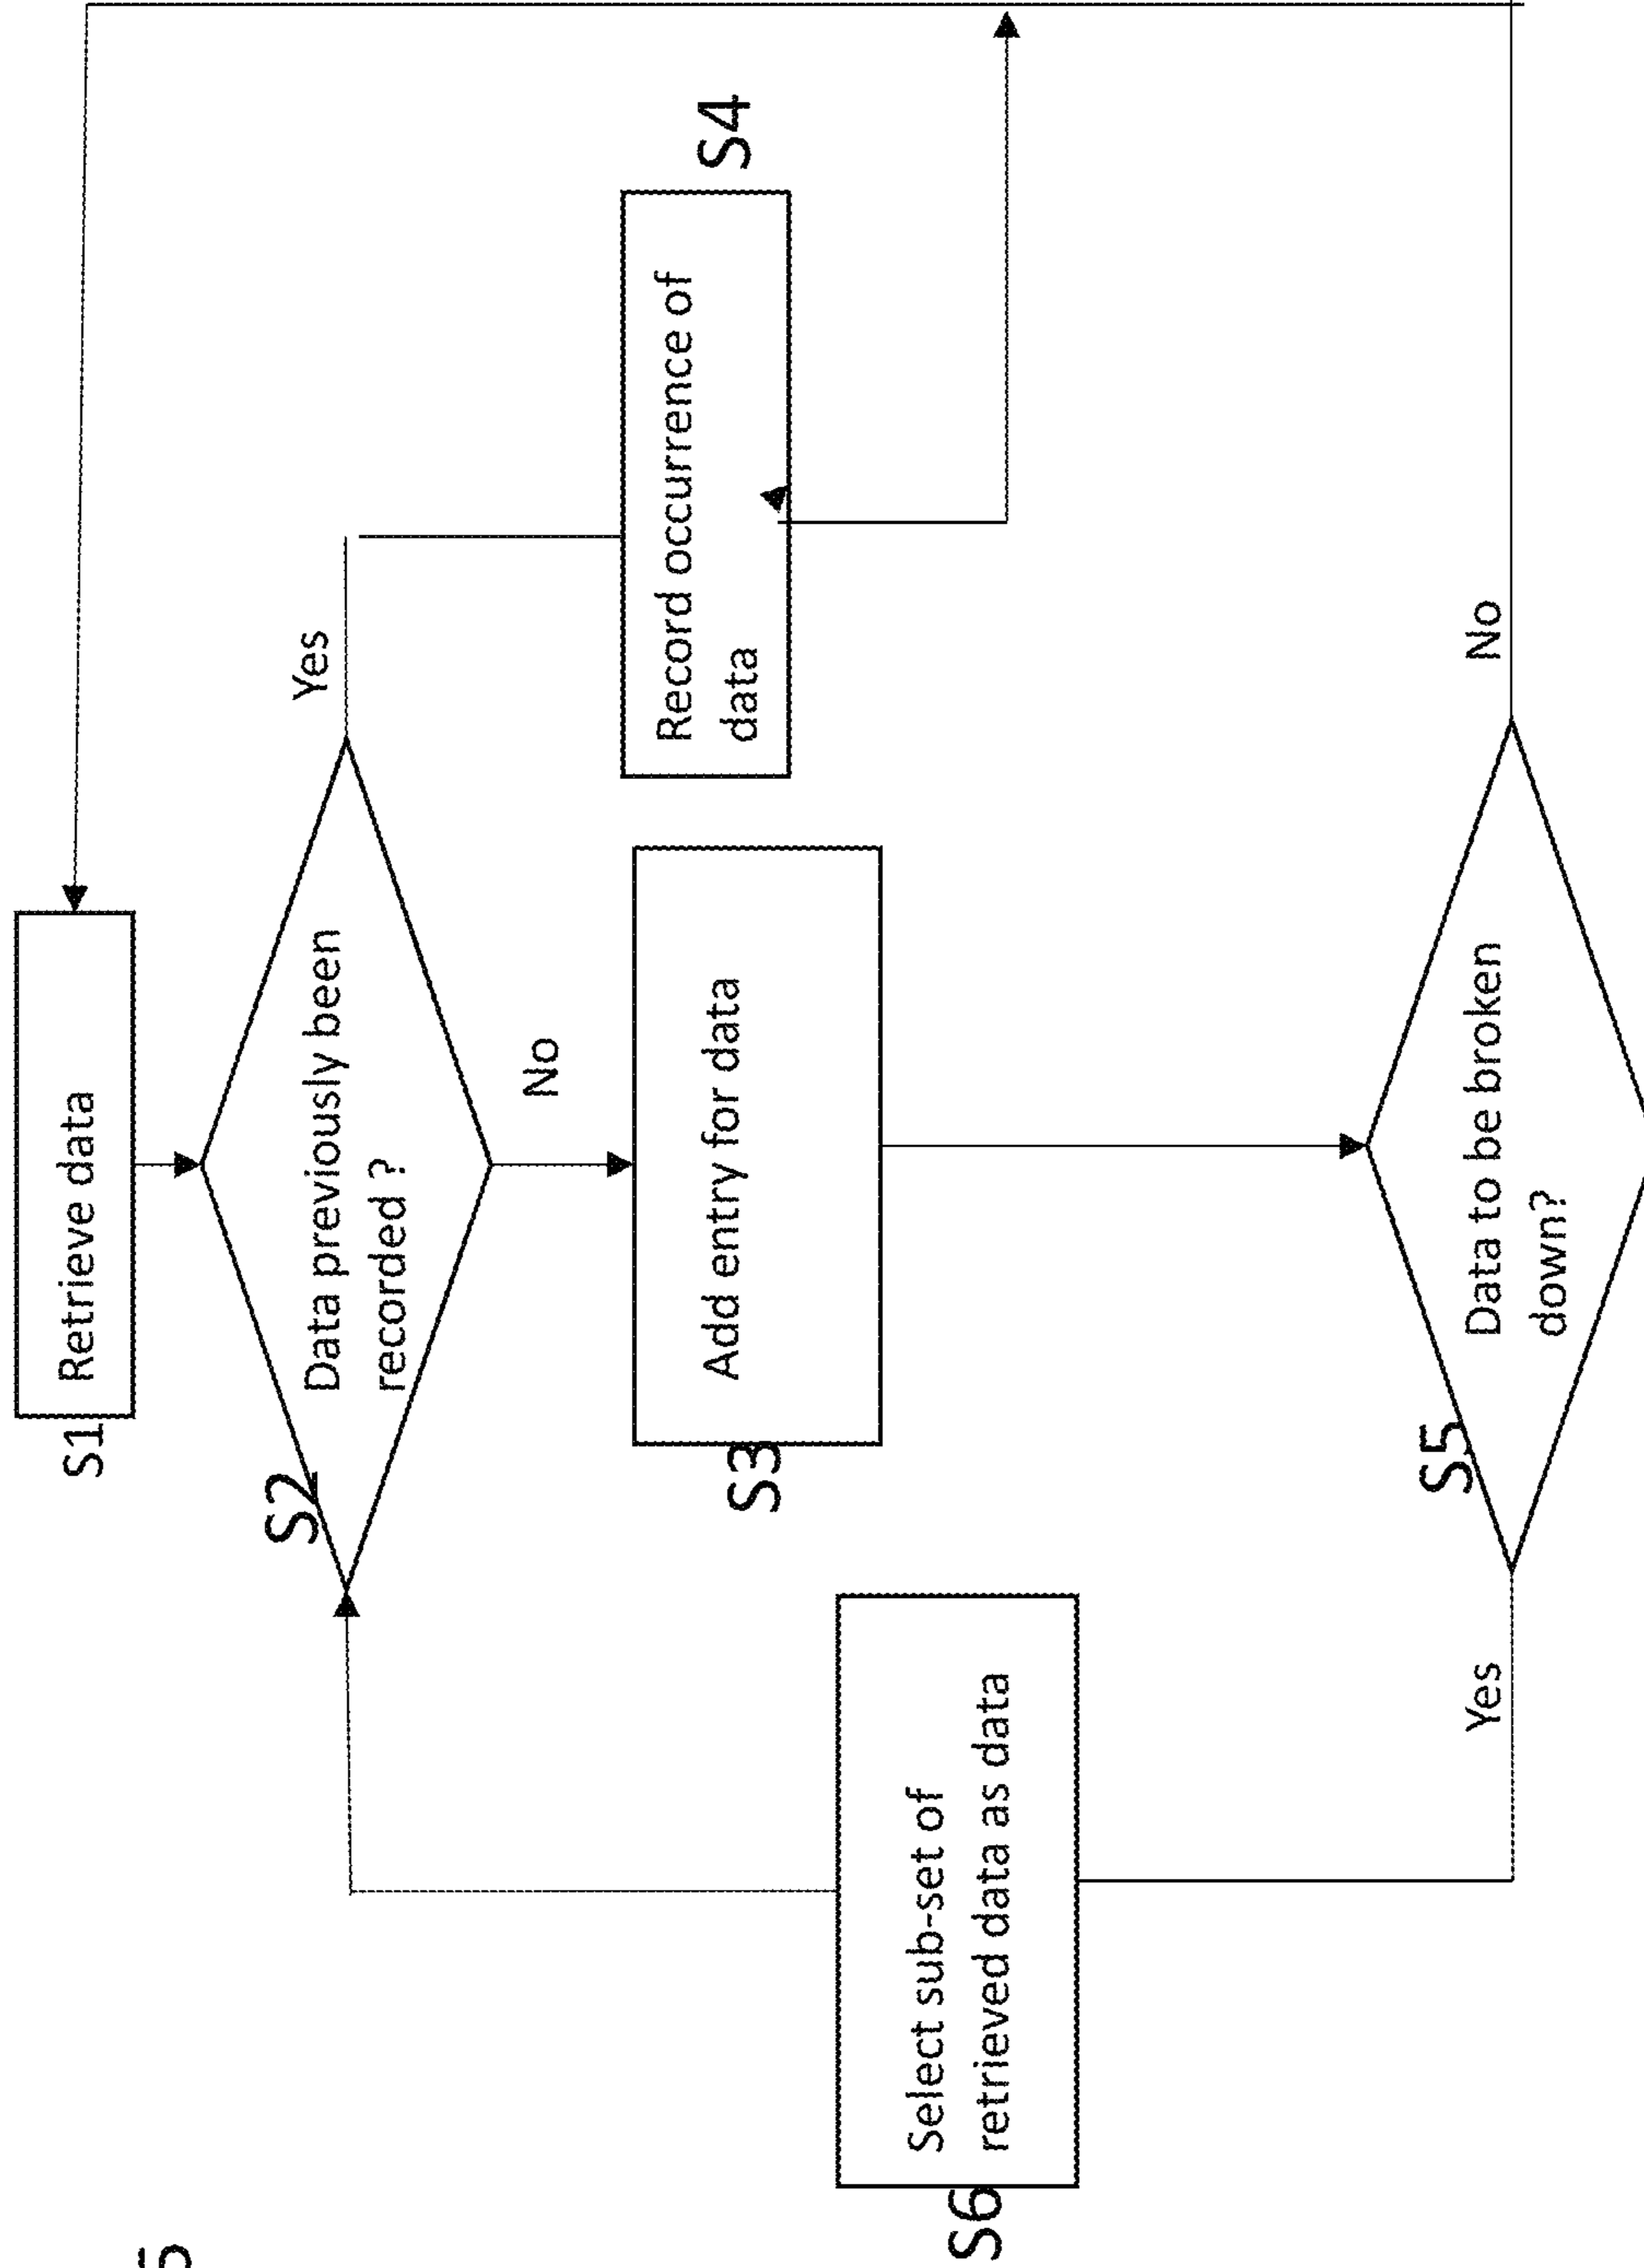 S1
Retrieve data
S2
Data previously been
recorded ?
Yes
No
S3
Add entry for data
Record occurrence of
data
S4
S5
Data to be broken
down?
Yes
No
S6
Select sub-set of
retrieved data as data